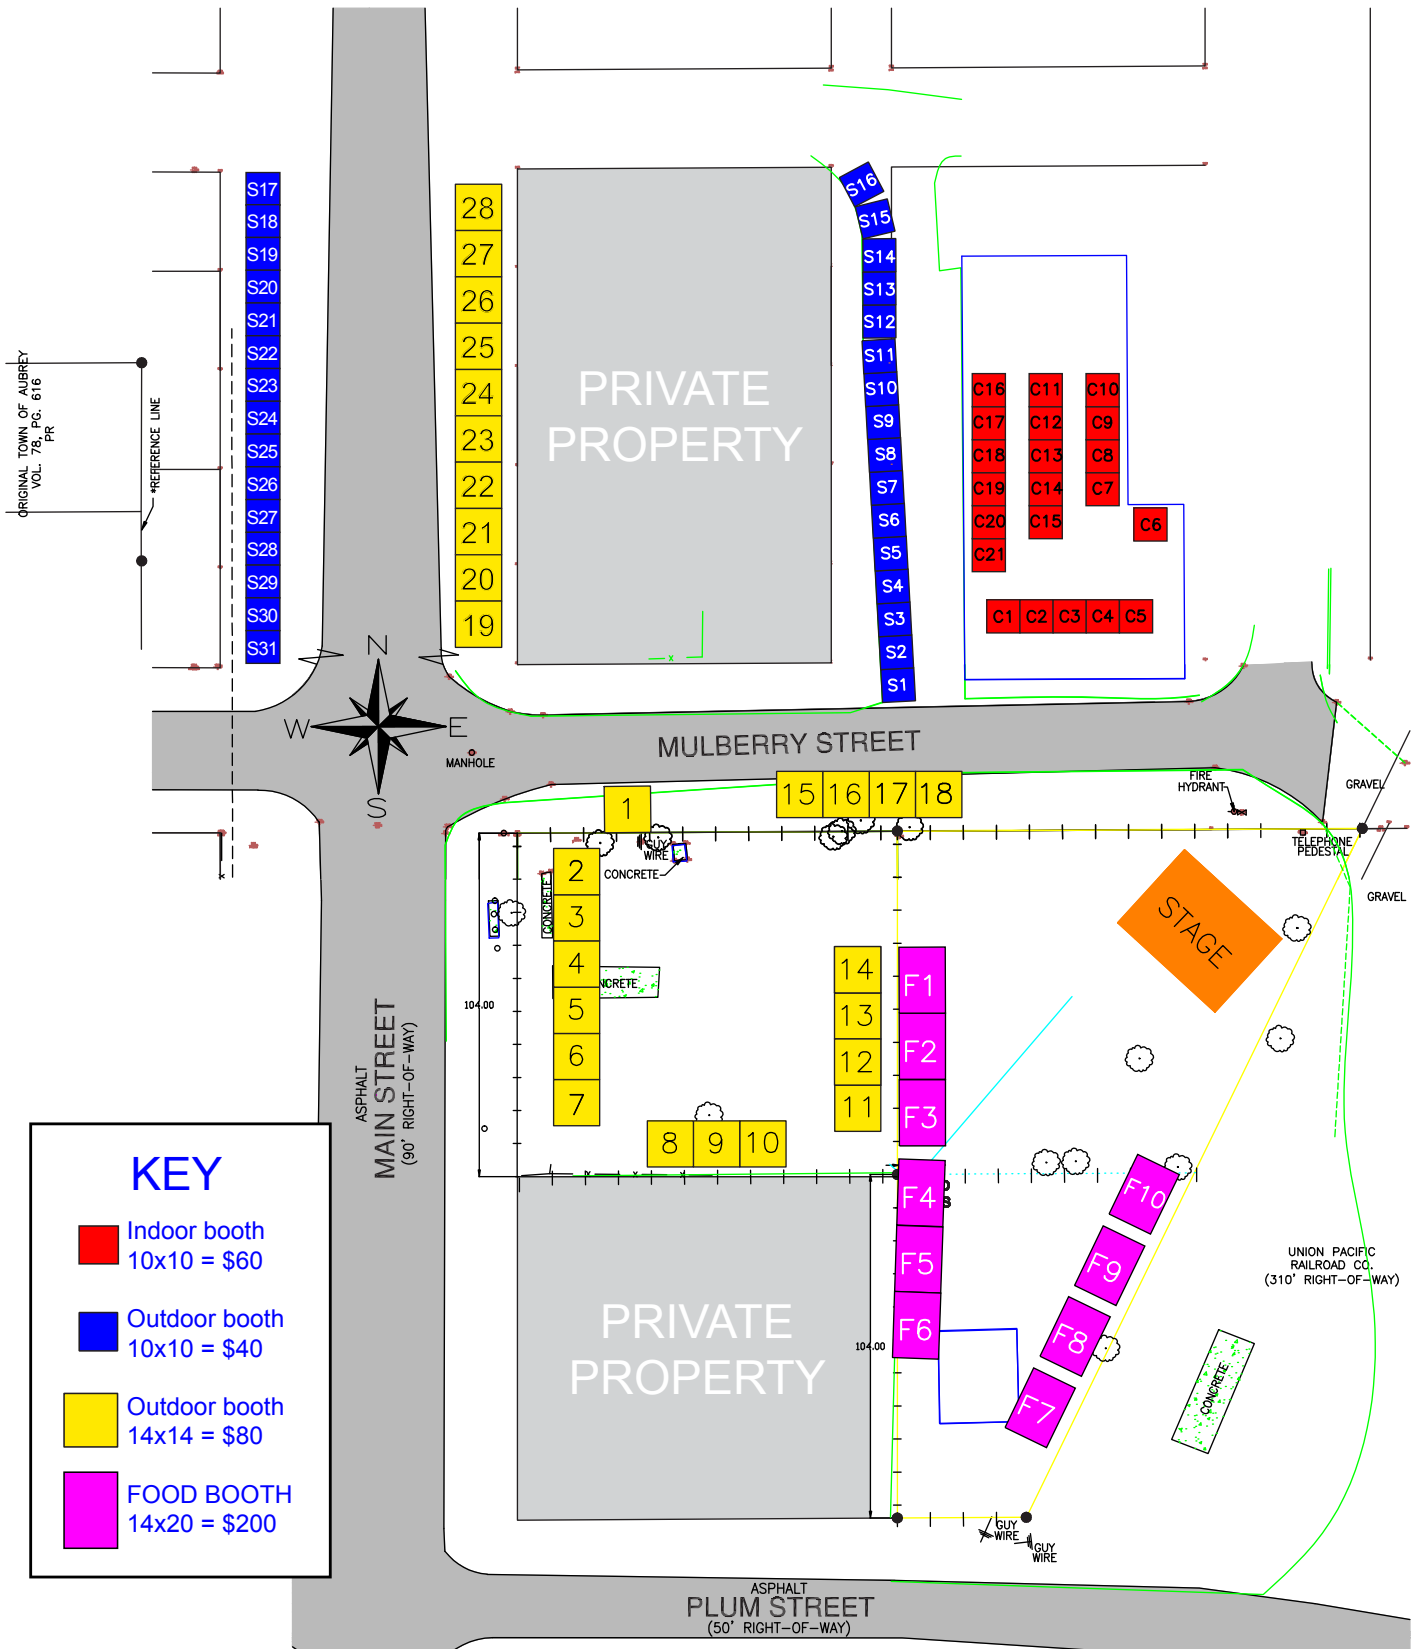 S17
S18
S19
S20
S21
S22
S23
S24
S25
S26
S27
S28
S29
S30
S31
28
27
26
25
24
23
22
21
20
19
PRIVATE
PROPERTY
S16
S15
S14
S13
S12
S11
S10
S9
S8
S7
S6
S5
S4
S3
S2
S1
C16
C17
C18
C19
C20
C21
C11
C12
C13
C14
C15
C10
C9
C8
C7
C6
C1 C2 C3 C4 C5
ORIGINAL TOWN OF AUBREY
VOL. 78, PG. 616
PR
*REFERENCE LINE
N
W
E
S
MANHOLE
MULBERRY STREET
FIRE
HYDRANT
GRAVEL
TELEPHONE
PEDESTAL
GRAVEL
15 16 17 18
1
GUY
WIRE
CONCRETE
CONCRETE
2
3
4
5
6
7
NCRETE
104.00
8 9 10
14
13
12
11
F1
F2
F3
F4
F5
F6
STAGE
F10
F9
F8
F7
ASPHALT
MAIN STREET
(90' RIGHT-OF-WAY)
UNION PACIFIC
RAILROAD CO.
(310' RIGHT-OF-WAY)
CONCRETE
PRIVATE
PROPERTY
104.00
GUY
WIRE
GUY
WIRE
ASPHALT
PLUM STREET
(50' RIGHT-OF-WAY)
KEY
Indoor booth
10x10 = $60
Outdoor booth
10x10 = $40
Outdoor booth
14x14 = $80
FOOD BOOTH
14x20 = $200